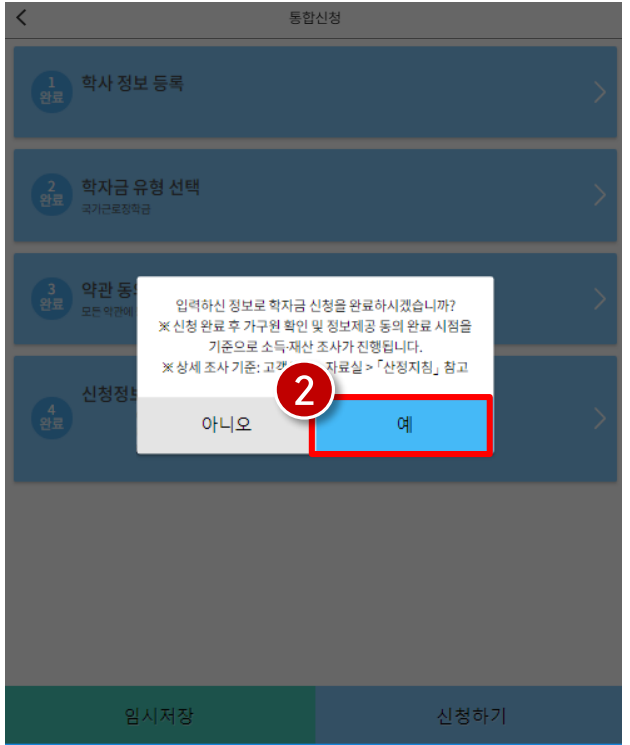 통합신청
1
완료
학사 정보 등록
2
완료
학자금 유형 선택
국가근로장학금
3
완료
약관 동
모든 약관에
입력하신 정보로 학자금 신청을 완료하시겠습니까?
※ 신청 완료 후 가구원 확인 및 정보제공 동의 완료 시점을
기준으로 소득·재산 조사가 진행됩니다.
※ 상세 조사 기준: 고객 자료실 > 「산정지침」 참고
4
완료
신청정보
2
아니오
예
임시저장
신청하기